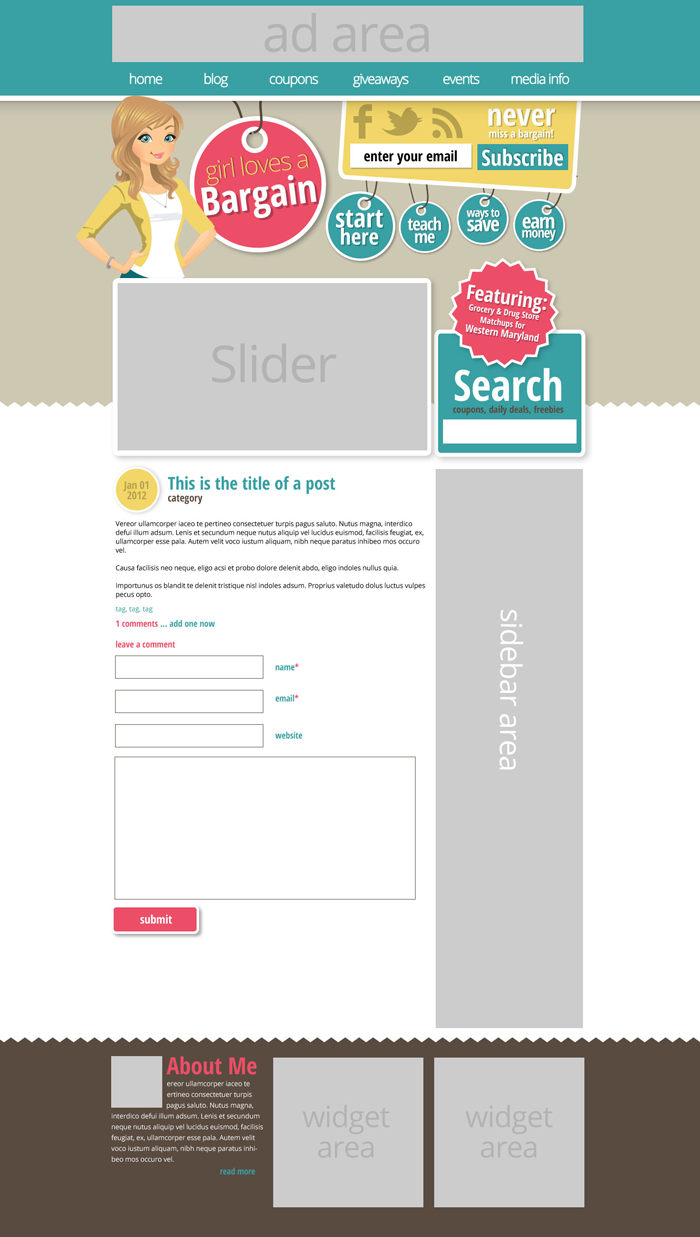 ad area
home blog coupons giveaways events media info
girl loves a
Bargain
never
miss a bargain!
enter your email Subscribe
start
here
teach
me
ways to
save
earn
money
Slider
Featuring:
Grocery & Drug Store
Matchups for
Western Maryland
Search
coupons, daily deals, freebies
Jan 01
2012
This is the title of a post
category
Vereor ullamcorper iaceo te pertineo consectetuer turpis pagus saluto. Nutus magna, interdico
defui illum adsum. Lenis et secundum neque nutus aliquip vel lucidus euismod, facilisis feugiat, ex,
ullamcorper esse pala. Autem velit voco iustum aliquam, nibh neque paratus inhibeo mos occuro
vel.
Causa facilisis neo neque, eligo acsi et probo dolore delenit abdo, eligo indoles nullus quia.
Importunus os blandit te delenit tristique nisl indoles adsum. Proprius valetudo dolus luctus vulpes
pecus opto.
tag, tag, tag
1 comments ... add one now
leave a comment
name*
email*
website
submit
sidebar area
About Me
ereor ullamcorper iaceo te
ertineo consectetuer turpis
pagus saluto. Nutus magna,
interdico defui illum adsum. Lenis et secundum
neque nutus aliquip vel lucidus euismod, facilisis
feugiat, ex, ullamcorper esse pala. Autem velit
voco iustum aliquam, nibh neque paratus inhi-
beo mos occuro vel.
read more
widget
area
widget
area